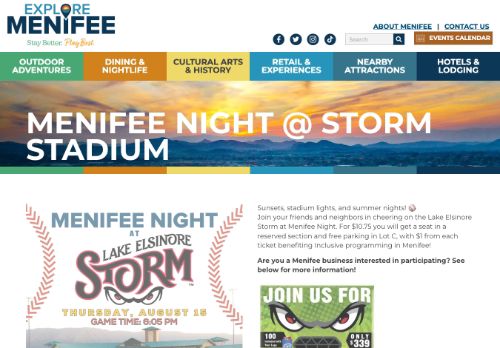 EXPLORE
MENIFEE
Stay Better. Play Best.
ABOUT MENIFEE | CONTACT US
Search
EVENTS CALENDAR
OUTDOOR
ADVENTURES
DINING &
NIGHTLIFE
CULTURAL ARTS
& HISTORY
RETAIL &
EXPERIENCES
NEARBY
ATTRACTIONS
HOTELS &
LODGING
MENIFEE NIGHT @ STORM
STADIUM
MENIFEE NIGHT
AT
LAKE ELSINORE
STORM
THURSDAY, AUGUST 15
GAME TIME: 6:05 PM
Sunsets, stadium lights, and summer nights!
Join your friends and neighbors in cheering on the Lake Elsinore
Storm at Menifee Night. For $10.75 you will get a seat in a
reserved section and free parking in Lot C, with $1 from each
ticket benefiting Inclusive programming in Menifee!
Are you a Menifee business interested in participating? See
below for more information!
JOIN US FOR
100
ONLY
$339